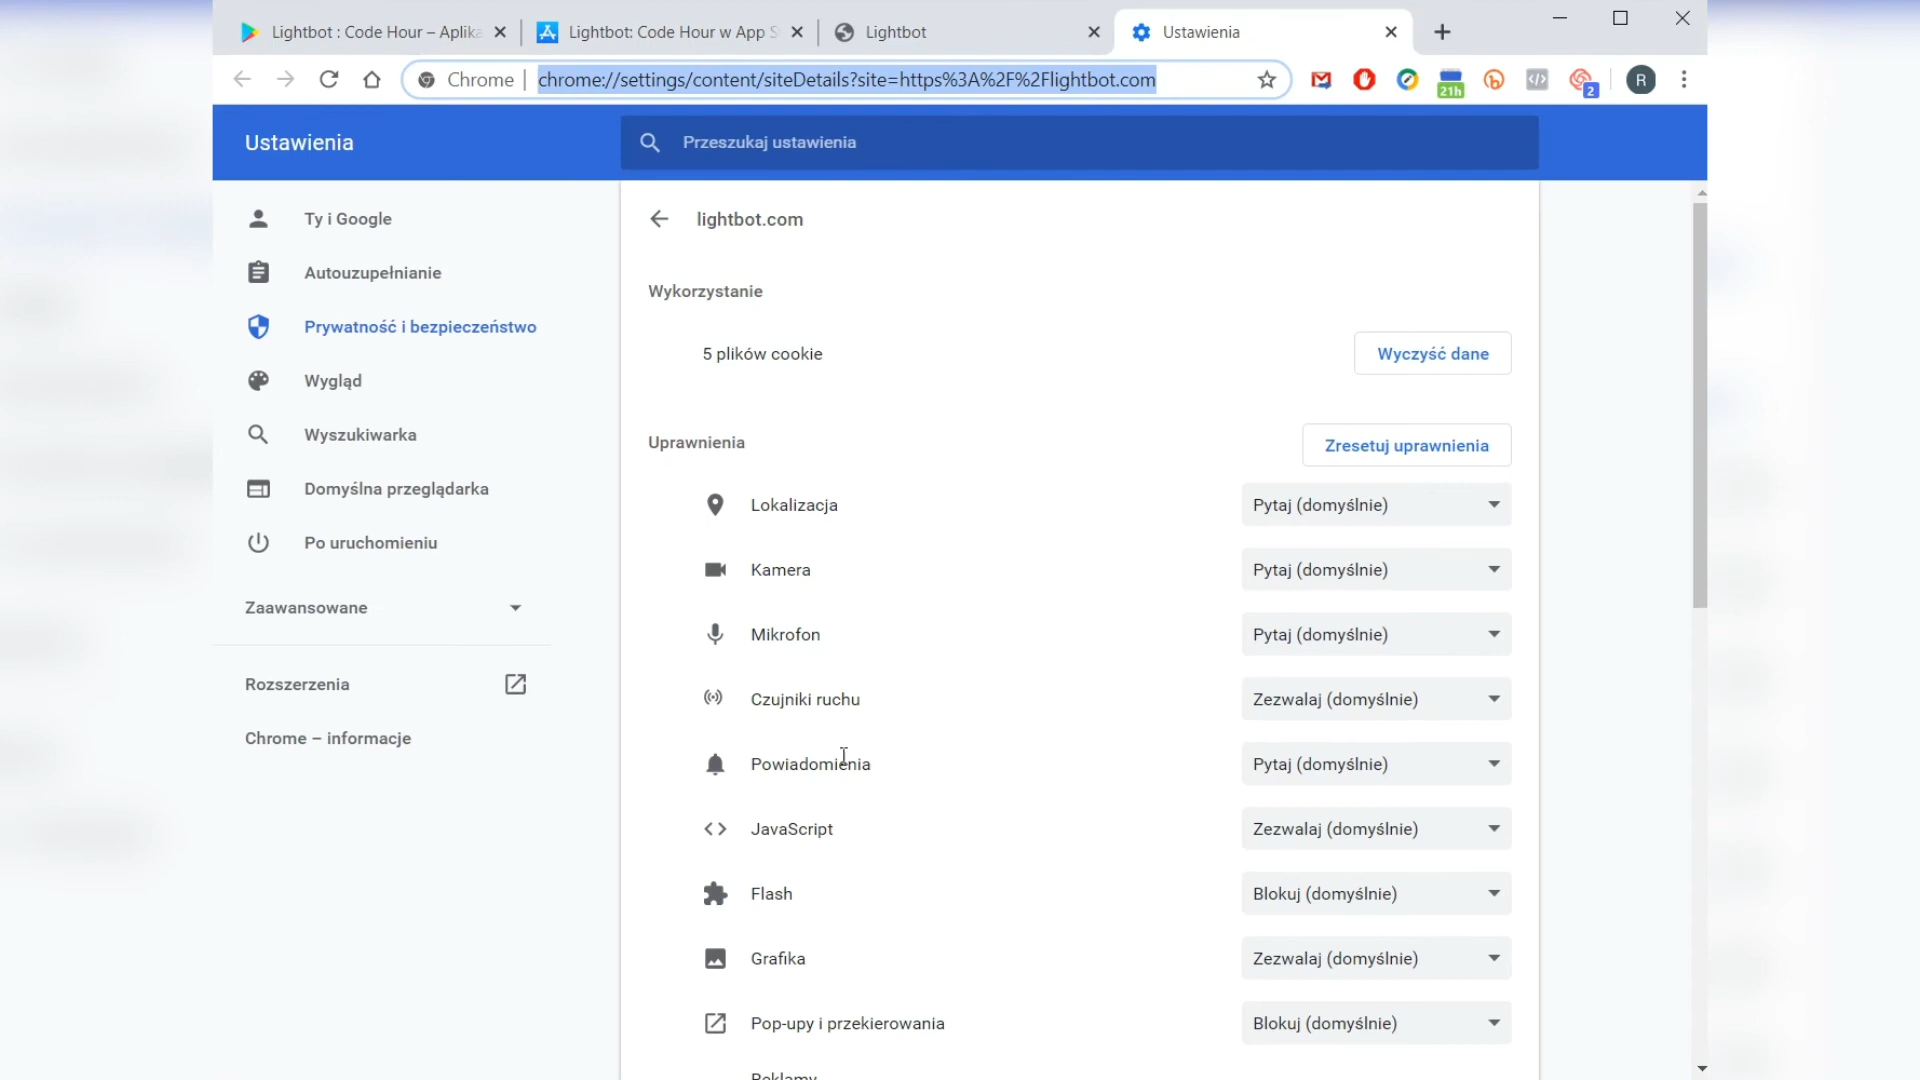 Lightbot : Code Hour – Aplika
Lightbot: Code Hour w App S
Lightbot
Ustawienia
Chrome | chrome://settings/content/siteDetails?site=https%3A%2F%2Flightbot.com
21h
2
R
Ustawienia
Przeszukaj ustawienia
Ty i Google
Autouzupełnianie
Prywatność i bezpieczeństwo
Wygląd
Wyszukiwarka
Domyślna przeglądarka
Po uruchomieniu
Zaawansowane
Rozszerzenia
Chrome – informacje
lightbot.com
Wykorzystanie
5 plików cookie
Wyczyść dane
Uprawnienia
Zresetuj uprawnienia
Lokalizacja
Pytaj (domyślnie)
Kamera
Pytaj (domyślnie)
Mikrofon
Pytaj (domyślnie)
Czujniki ruchu
Zezwalaj (domyślnie)
Powiadomienia
Pytaj (domyślnie)
JavaScript
Zezwalaj (domyślnie)
Flash
Blokuj (domyślnie)
Grafika
Zezwalaj (domyślnie)
Pop-upy i przekierowania
Blokuj (domyślnie)
Reklamy